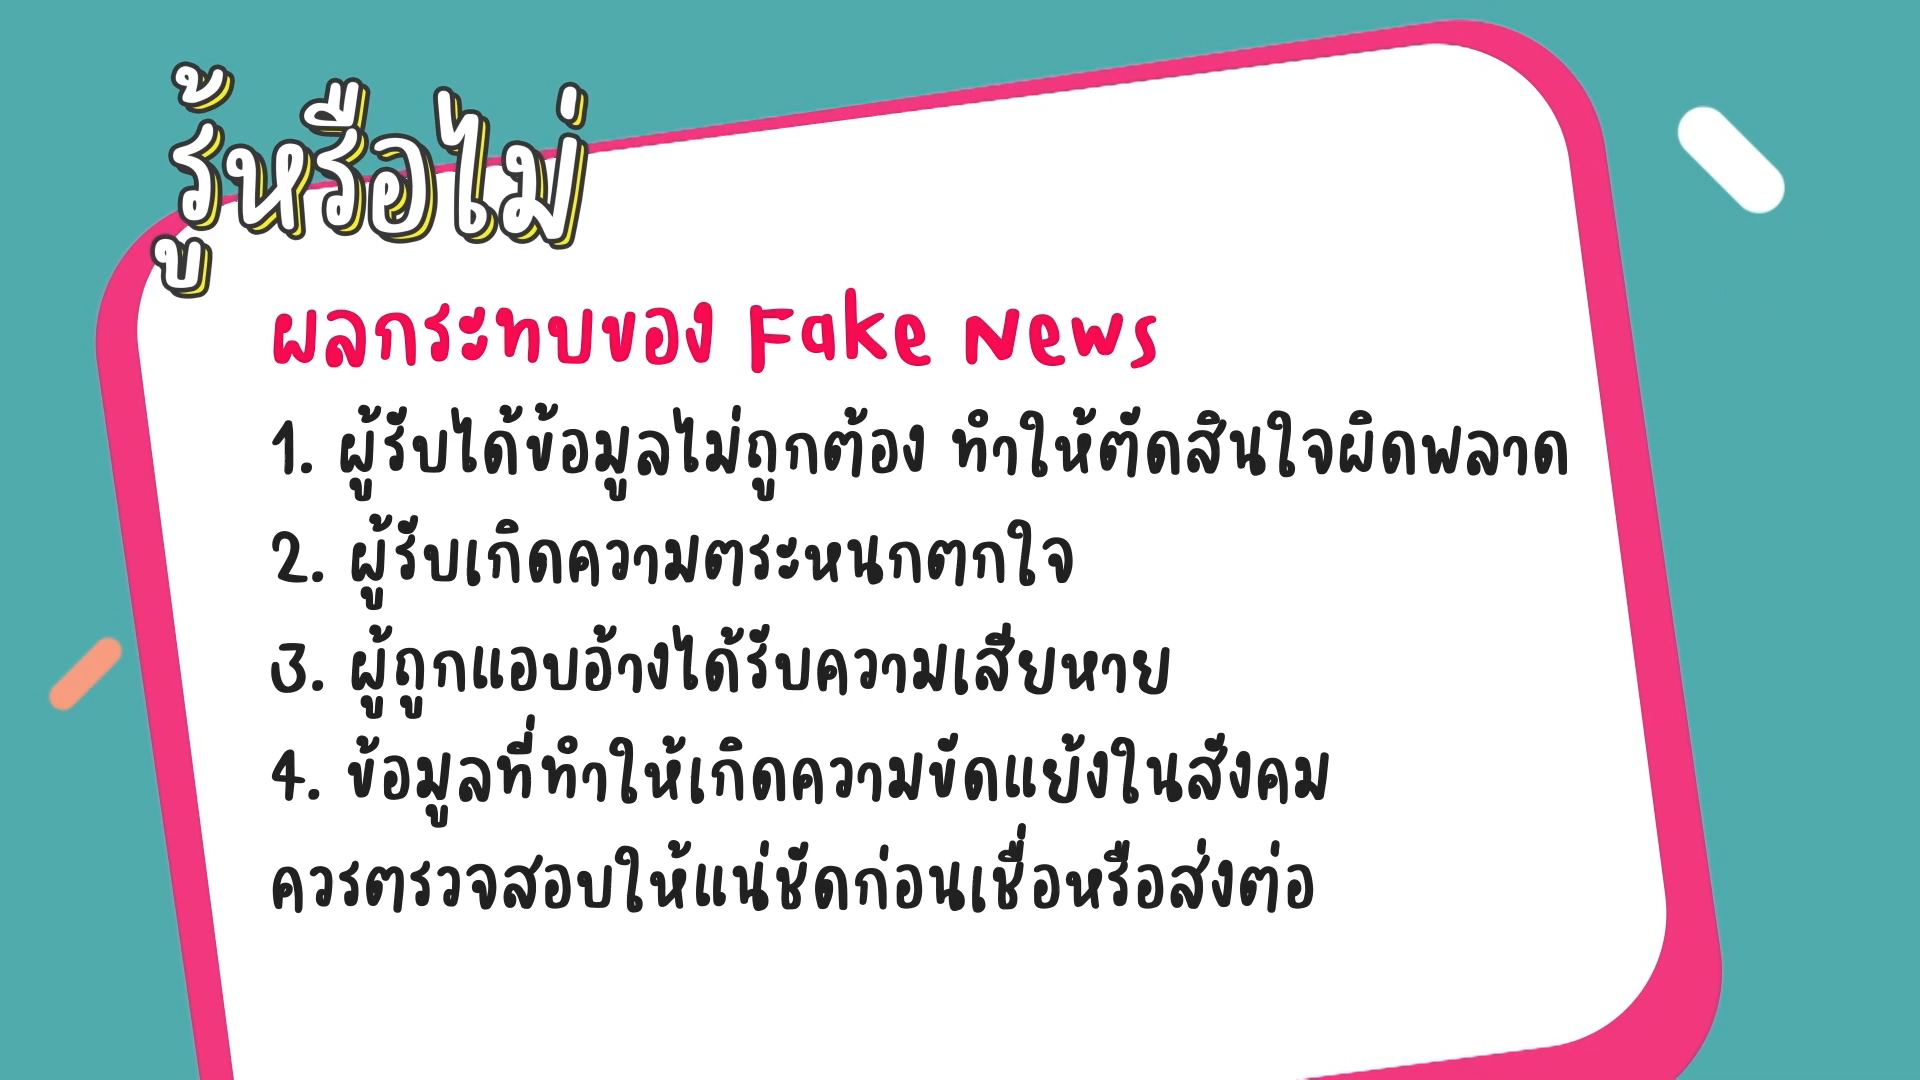 รู้หรือไม่
ผลกระทบของ Fake News
1. ผู้รับได้ข้อมูลไม่ถูกต้อง ทำให้ตัดสินใจผิดพลาด
2. ผู้รับเกิดความตระหนกตกใจ
3. ผู้ถูกแอบอ้างได้รับความเสียหาย
4. ข้อมูลที่ทำให้เกิดความขัดแย้งในสังคม
ควรตรวจสอบให้แน่ชัดก่อนเชื่อหรือส่งต่อ